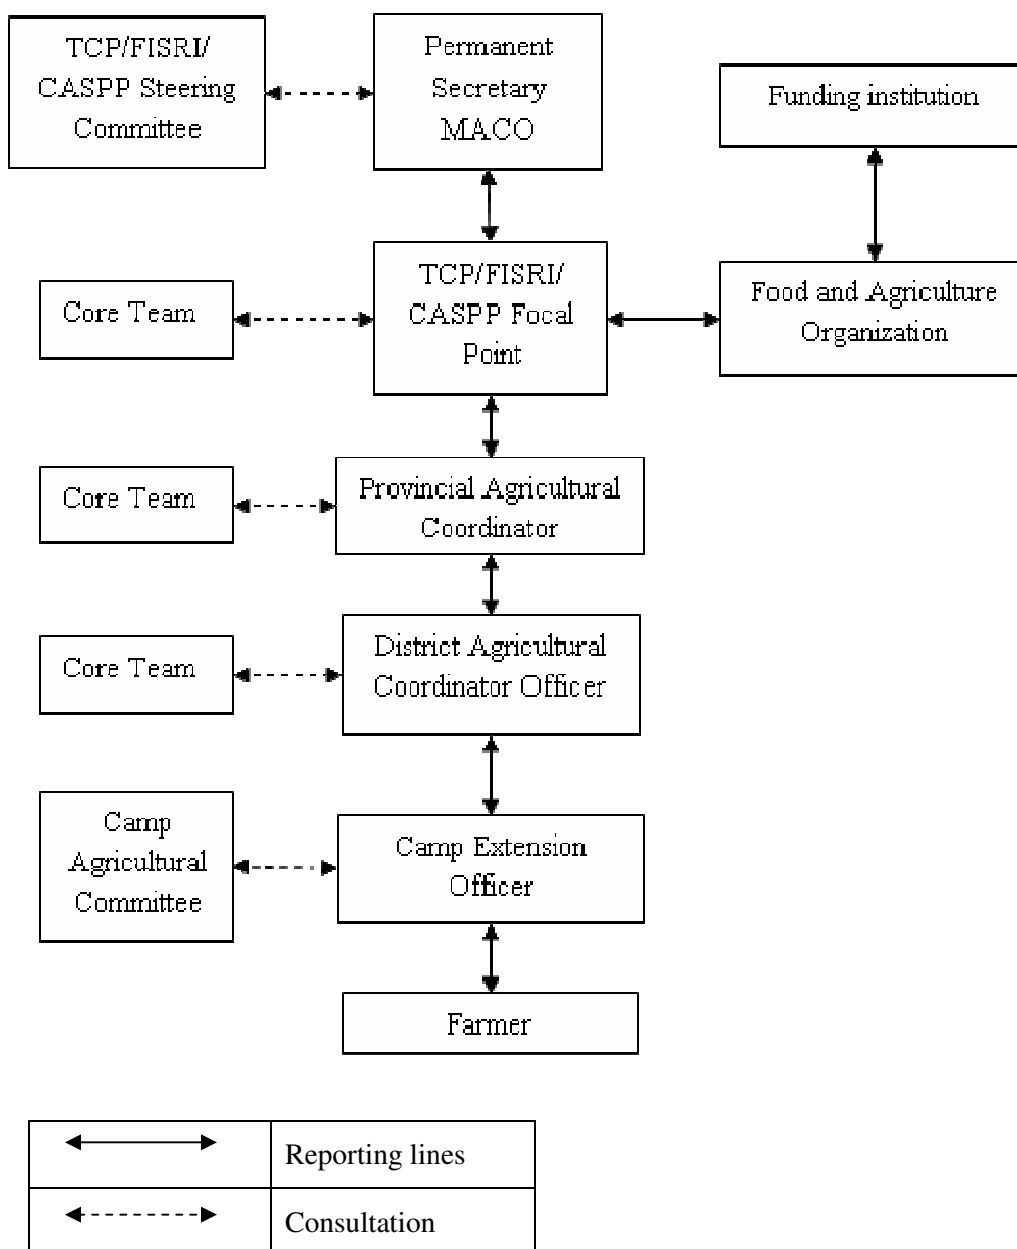 TCP/FISRI/
CASPP Steering
Committee
Permanent
Secretary
MACO
Funding institution
Core Team
TCP/FISRI/
CASPP Focal
Point
Food and Agriculture
Organization
Core Team
Provincial Agricultural
Coordinator
Core Team
District Agricultural
Coordinator Officer
Camp
Agricultural
Committee
Camp Extension
Officer
Farmer
Reporting lines
Consultation